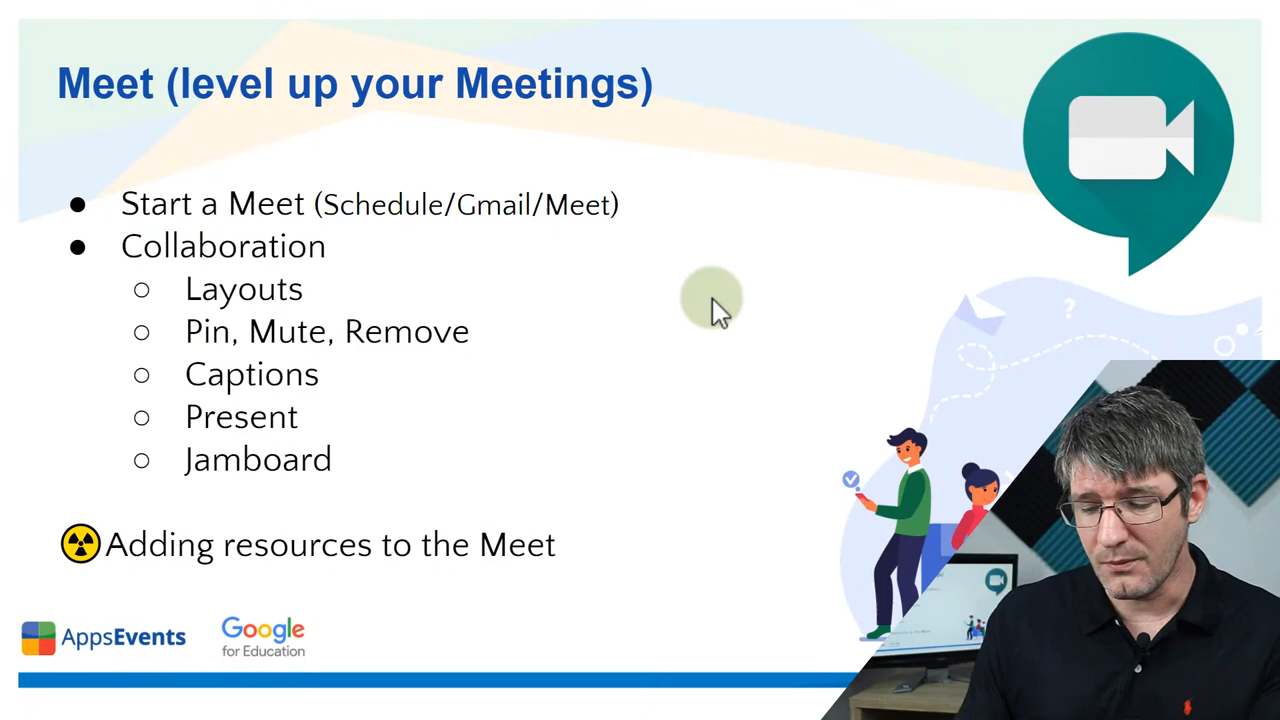 Meet (level up your Meetings)
● Start a Meet (Schedule/Gmail/Meet)
● Collaboration
○ Layouts
○ Pin, Mute, Remove
○ Captions
○ Present
○ Jamboard
Adding resources to the Meet
AppsEvents
Google
for Education
?